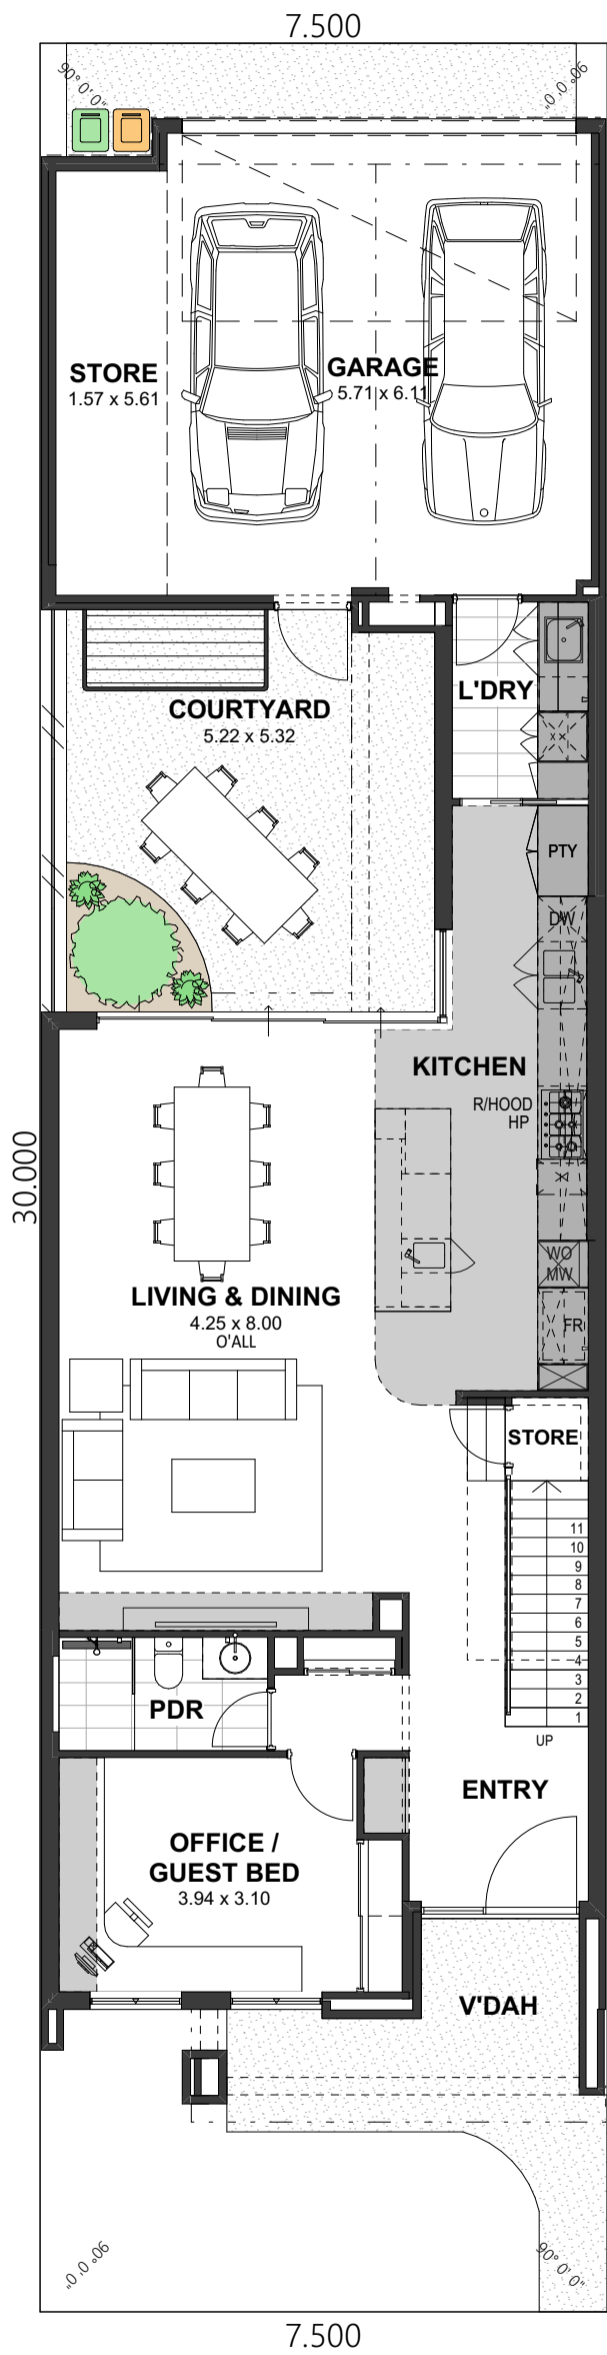 7.500
90° 0' 0"
90° 0' 0"
STORE
1.57 x 5.61
GARAGE
5.71 x 6.11
L'DRY
COURTYARD
5.22 x 5.32
PTY
DW
KITCHEN
R/HOOD
HP
30.000
WO
MW
LIVING & DINING
4.25 x 8.00
O'ALL
FR
STORE
11
10
9
8
7
6
5
4
3
2
1
UP
PDR
ENTRY
OFFICE /
GUEST BED
3.94 x 3.10
V'DAH
90° 0' 0"
90° 0' 0"
7.500